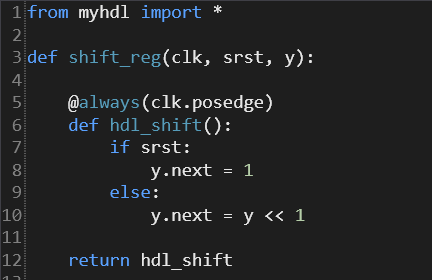 1 from myhdl import *
2
3 def shift_reg(clk, srst, y):
4
5     @always(clk.posedge)
6     def hdl_shift():
7         if srst:
8             y.next = 1
9         else:
10             y.next = y << 1
11
12     return hdl_shift